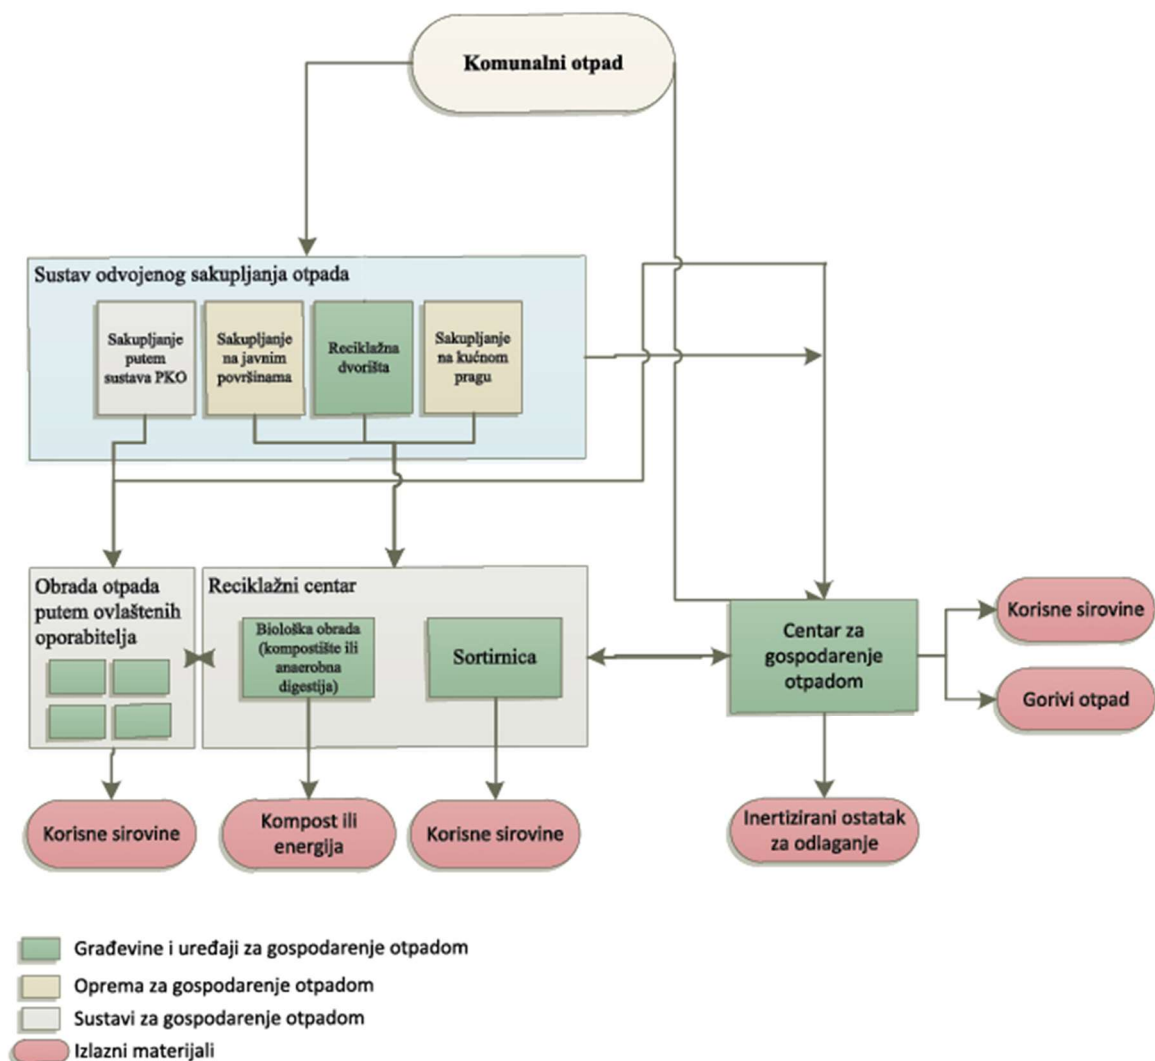 Komunalni otpad
Sustav odvojenog sakupljanja otpada
Sakupljanje
putem
sustava PKO
Sakupljanje
na javnim
površinama
Reciklažna
dvorišta
Sakupljanje
na kućnom
pragu
Obrada otpada
putem ovlaštenih
oporabitelja
Reciklažni centar
Biološka obrada
(kompostište ili
anaerobna
digestija)
Sortirnica
Centar za
gospodarenje
otpadom
Korisne sirovine
Gorivi otpad
Korisne sirovine
Kompost ili
energija
Korisne sirovine
Inertizirani ostatak
za odlaganje
Građevine i uređaji za gospodarenje otpadom
Oprema za gospodarenje otpadom
Sustavi za gospodarenje otpadom
Izlazni materijali